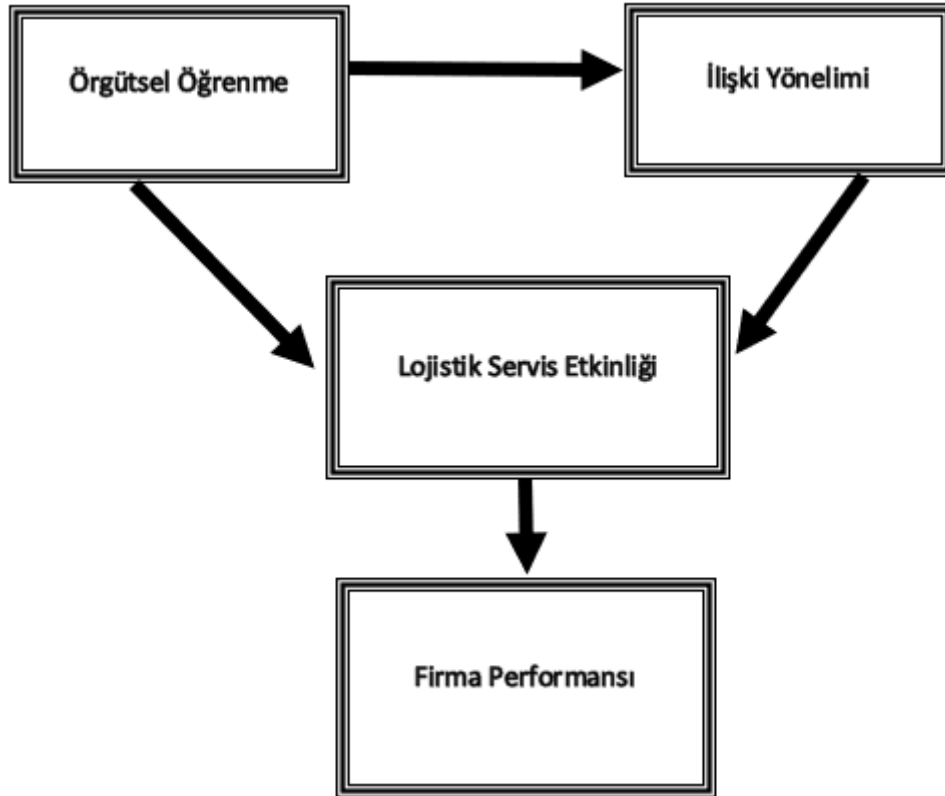 Örgütsel Öğrenme
İlişki Yönelimi
Lojistik Servis Etkinliği
Firma Performansı